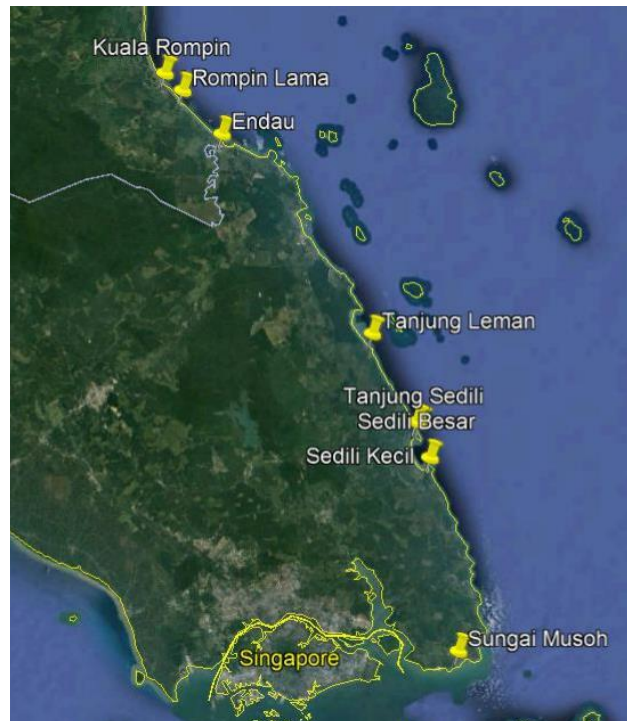 Kuala Rompin
Rompin Lama
Endau
Tanjung Leman
Tanjung Sedili
Sedili Besar
Sedili Kecil
Sungai Musoh
Singapore